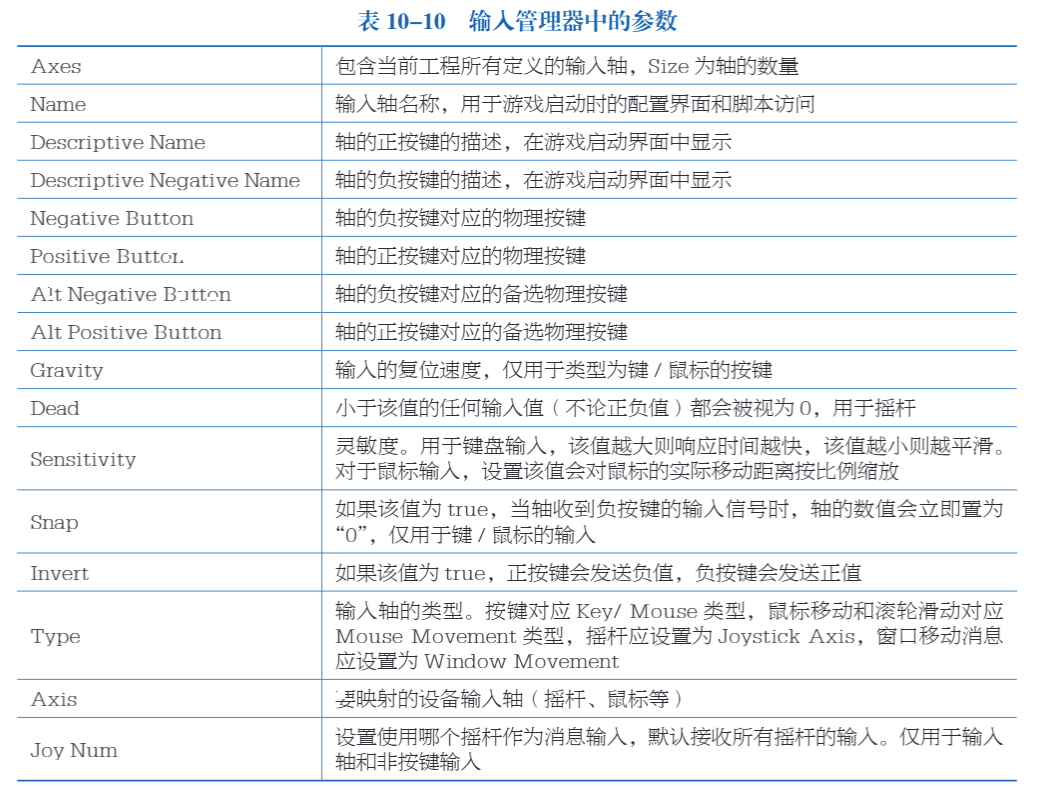 表 10–10 输入管理器中的参数
Axes
包含当前工程所有定义的输入轴，Size 为轴的数量
Name
输入轴名称，用于游戏启动时的配置界面和脚本访问
Descriptive Name
轴的正按键的描述，在游戏启动界面中显示
Descriptive Negative Name
轴的负按键的描述，在游戏启动界面中显示
Negative Button
轴的负按键对应的物理按键
Positive Button
轴的正按键对应的物理按键
Alt Negative Button
轴的负按键对应的备选物理按键
Alt Positive Button
轴的正按键对应的备选物理按键
Gravity
输入的复位速度，仅用于类型为键 / 鼠标的按键
Dead
小于该值的任何输入值（不论正负值）都会被视为 0，用于摇杆
Sensitivity
灵敏度。用于键盘输入，该值越大则响应时间越快，该值越小则越平滑。
对于鼠标输入，设置该值会对鼠标的实际移动距离按比例缩放
Snap
如果该值为 true，当轴收到负按键的输入信号时，轴的数值会立即置为
“0”，仅用于键 / 鼠标的输入
Invert
如果该值为 true，正按键会发送负值，负按键会发送正值
Type
输入轴的类型。按键对应 Key/ Mouse 类型，鼠标移动和滚轮滑动对应
Mouse Movement 类型，摇杆应设置为 Joystick Axis，窗口移动消息
应设置为 Window Movement
Axis
要映射的设备输入轴（摇杆、鼠标等）
Joy Num
设置使用哪个摇杆作为消息输入，默认接收所有摇杆的输入。仅用于输入
轴和非按键输入